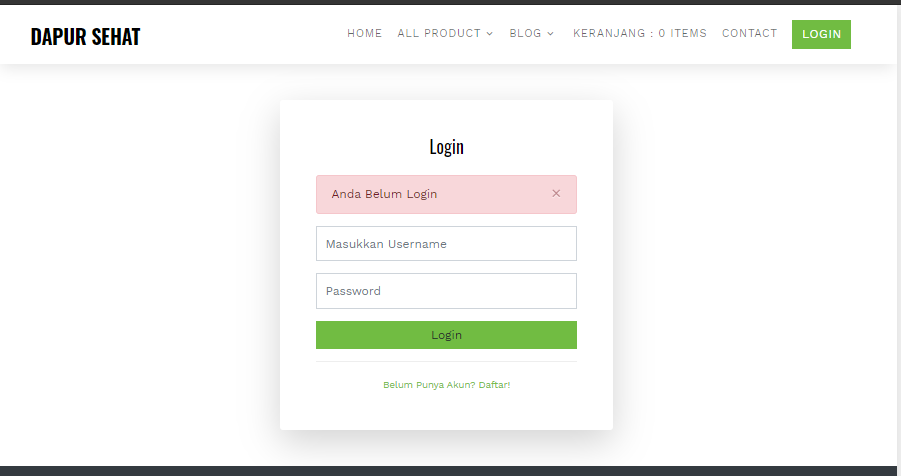 DAPUR SEHAT
HOME ALL PRODUCT BLOG KERANJANG : 0 ITEMS CONTACT LOGIN
Login
Anda Belum Login ×
Masukkan Username
Password
Login
Belum Punya Akun? Daftar!